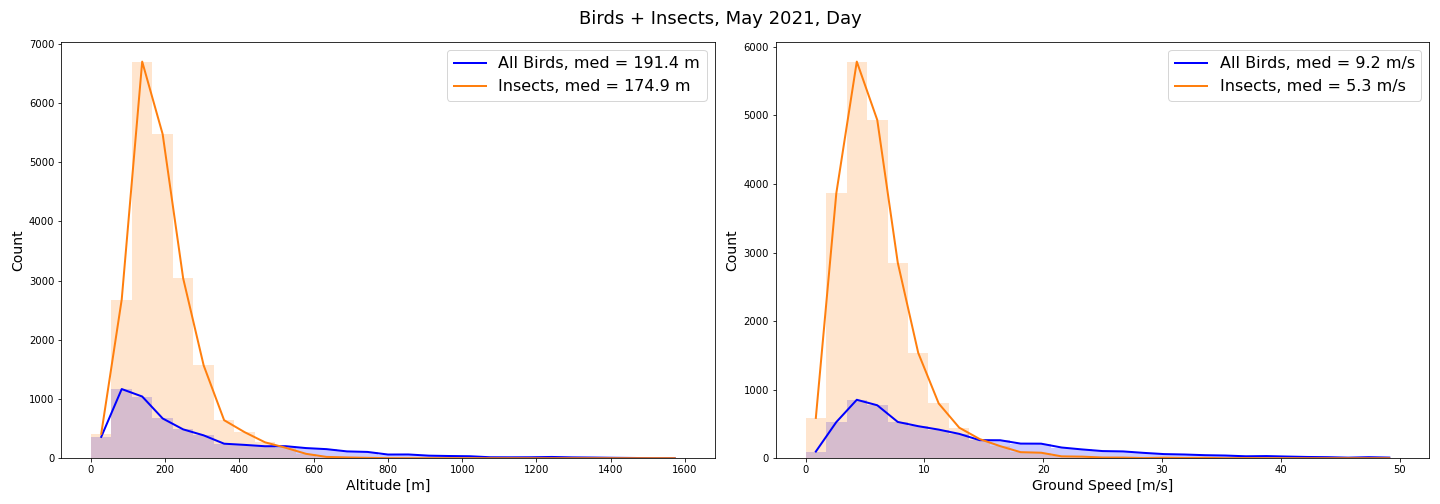 Birds + Insects, May 2021, Day
7000
6000
5000
4000
3000
2000
1000
0
Count
All Birds, med = 191.4 m
Insects, med = 174.9 m
0 200 400 600 800 1000 1200 1400 1600
Altitude [m]
6000
5000
4000
3000
2000
1000
0
Count
All Birds, med = 9.2 m/s
Insects, med = 5.3 m/s
0 10 20 30 40 50
Ground Speed [m/s]